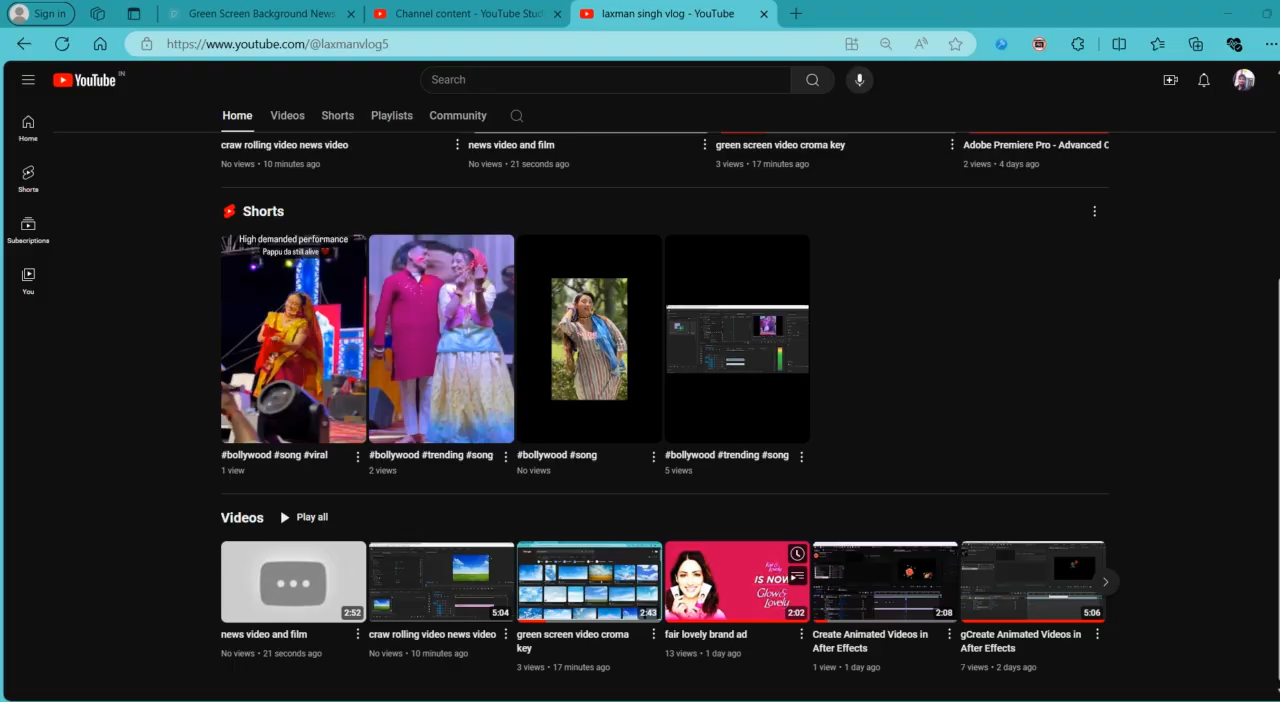 Sign in
Green Screen Background News
Channel content - YouTube Stud
laxman singh vlog - YouTube
https://www.youtube.com/@laxmanvlog5
YouTube IN
Search
Home
Videos
Shorts
Playlists
Community
Home
Shorts
Subscriptions
You
craw rolling video news video
No views • 10 minutes ago
news video and film
No views • 21 seconds ago
green screen video croma key
3 views • 17 minutes ago
Adobe Premiere Pro - Advanced C
2 views • 4 days ago
Shorts
High demanded performance
Pappu da still alive
#bollywood #song #viral
1 view
#bollywood #trending #song
2 views
#bollywood #song
No views
#bollywood #trending #song
5 views
Videos
Play all
2:52
news video and film
No views • 21 seconds ago
5:04
craw rolling video news video
No views • 10 minutes ago
2:43
green screen video croma
key
3 views • 17 minutes ago
IS NOW
Glow &
Lovely
2:02
fair lovely brand ad
13 views • 1 day ago
2:08
Create Animated Videos in
After Effects
1 view • 1 day ago
5:06
gCreate Animated Videos in
After Effects
7 views • 2 days ago